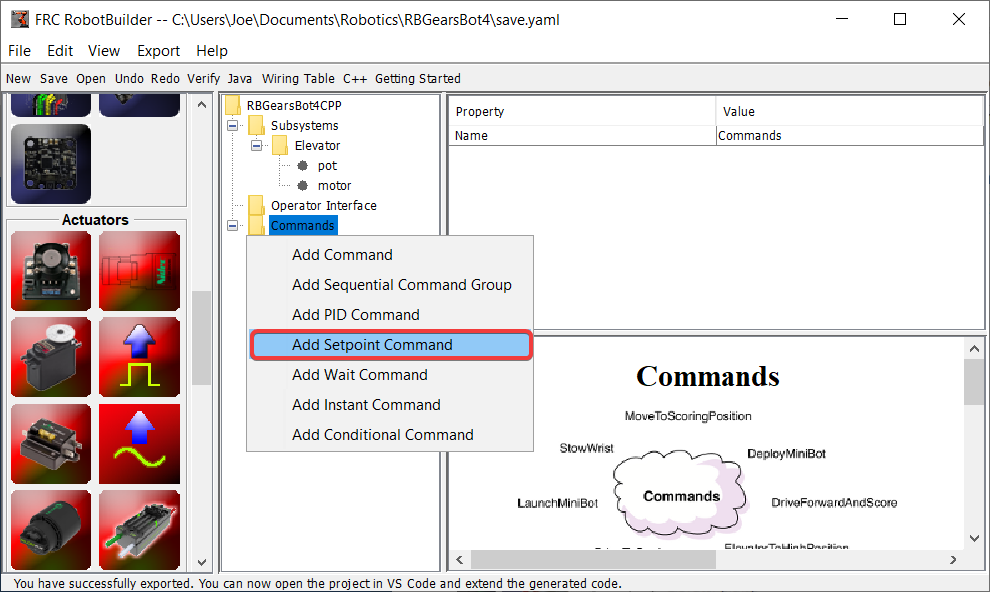 FRC RobotBuilder -- C:\Users\Joe\Documents\Robotics\RBGearsBot4\save.yaml
File Edit View Export Help
New Save Open Undo Redo Verify Java Wiring Table C++ Getting Started
Actuators
RBGearsBot4CPP
Subsystems
Elevator
pot
motor
Operator Interface
Commands
Add Command
Add Sequential Command Group
Add PID Command
Add Setpoint Command
Add Wait Command
Add Instant Command
Add Conditional Command
Property Value
Name Commands
Commands
MoveToScoringPosition
StowWrist
DeployMiniBot
Commands
LaunchMiniBot
DriveForwardAndScore
ElevatorToHighPosition
You have successfully exported. You can now open the project in VS Code and extend the generated code.